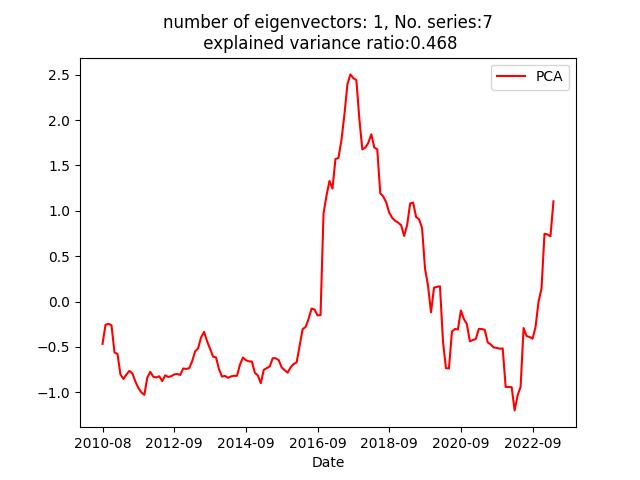 number of eigenvectors: 1, No. series:7
explained variance ratio:0.468
PCA
2.5
2.0
1.5
1.0
0.5
0.0
−0.5
−1.0
2010-08 2012-09 2014-09 2016-09 2018-09 2020-09 2022-09
Date